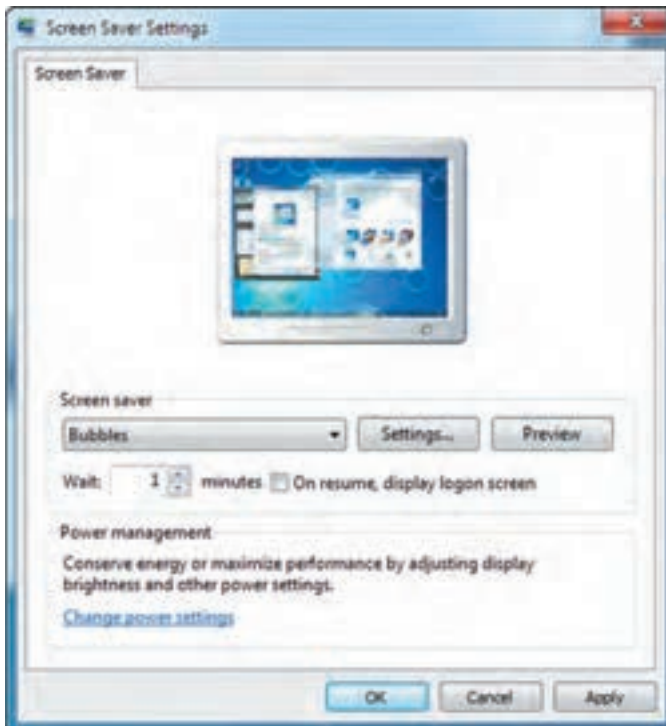 Screen Saver Settings
Screen Saver
Screen saver
Bubbles
Settings...
Preview
Wait: 1 minutes On resume, display logon screen
Power management
Conserve energy or maximize performance by adjusting display
brightness and other power settings.
Change power settings
OK Cancel Apply